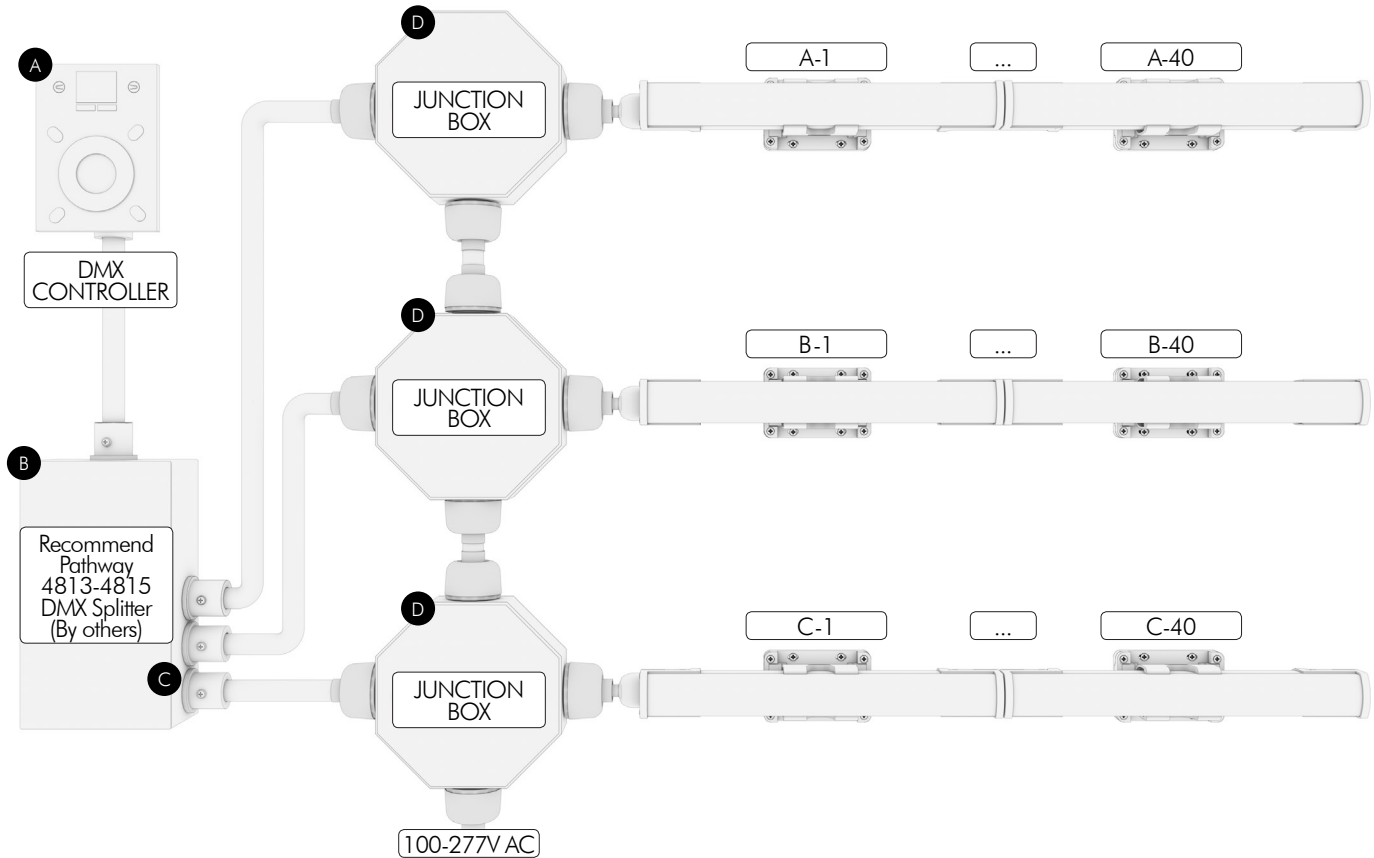 D
A
JUNCTION
BOX
A-1
...
A-40
DMX
CONTROLLER
D
JUNCTION
BOX
B-1
...
B-40
B
Recommend
Pathway
4813-4815
DMX Splitter
(By others)
C
D
JUNCTION
BOX
C-1
...
C-40
100-277V AC